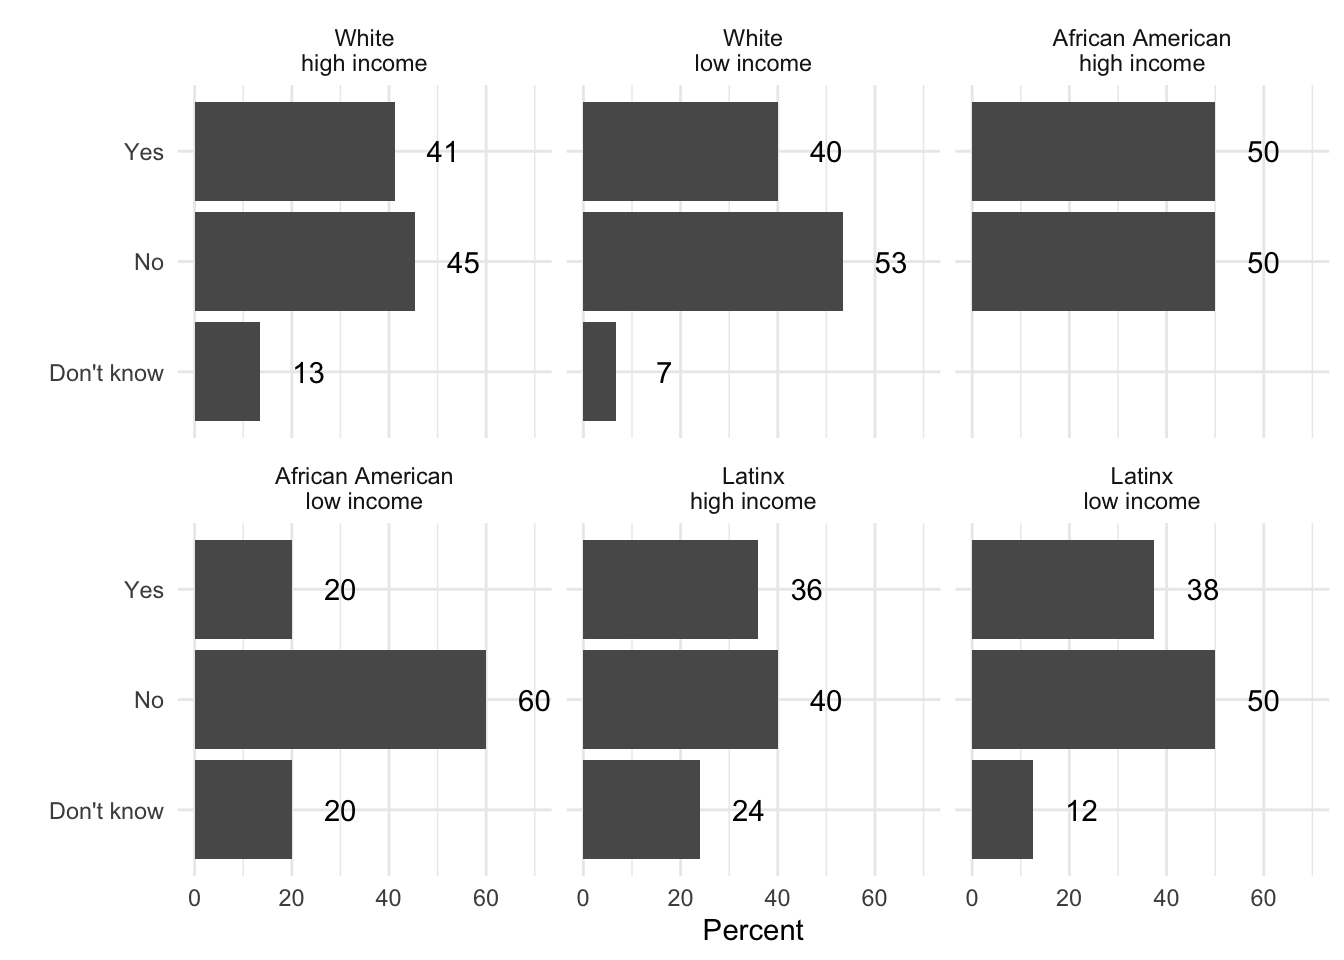 White
high income
White
low income
African American
high income
Yes
41
40
50
No
45
53
50
Don't know
13
7
African American
low income
Latinx
high income
Latinx
low income
Yes
20
36
38
No
60
40
50
Don't know
20
24
12
0 20 40 60 0 20 40 60 0 20 40 60
Percent